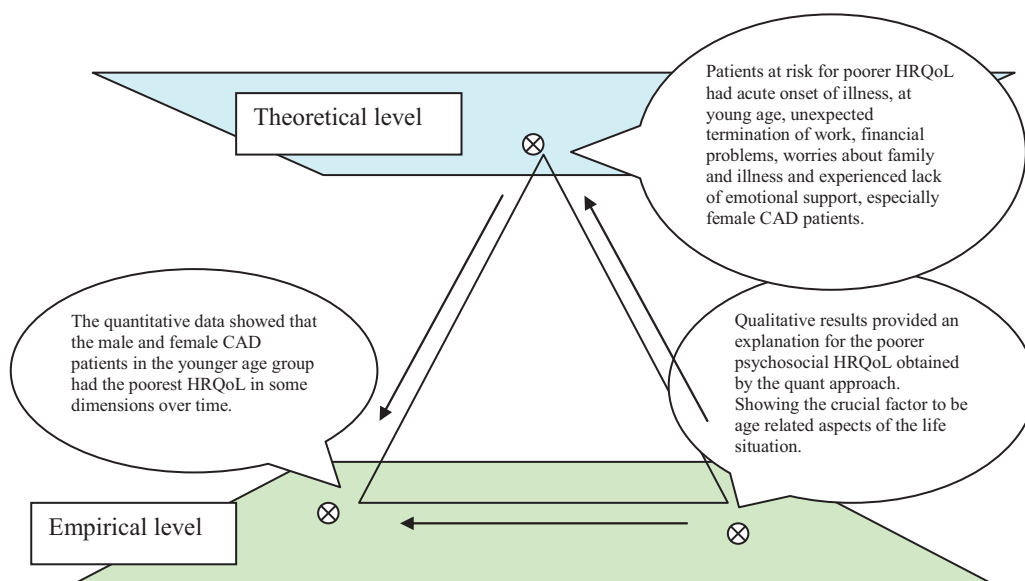 Theoretical level
Patients at risk for poorer HRQoL
had acute onset of illness, at
young age, unexpected
termination of work, financial
problems, worries about family
and illness and experienced lack
of emotional support, especially
female CAD patients.
The quantitative data showed that
the male and female CAD
patients in the younger age group
had the poorest HRQoL in some
dimensions over time.
Qualitative results provided an
explanation for the poorer
psychosocial HRQoL obtained
by the quant approach.
Showing the crucial factor to be
age related aspects of the life
situation.
Empirical level